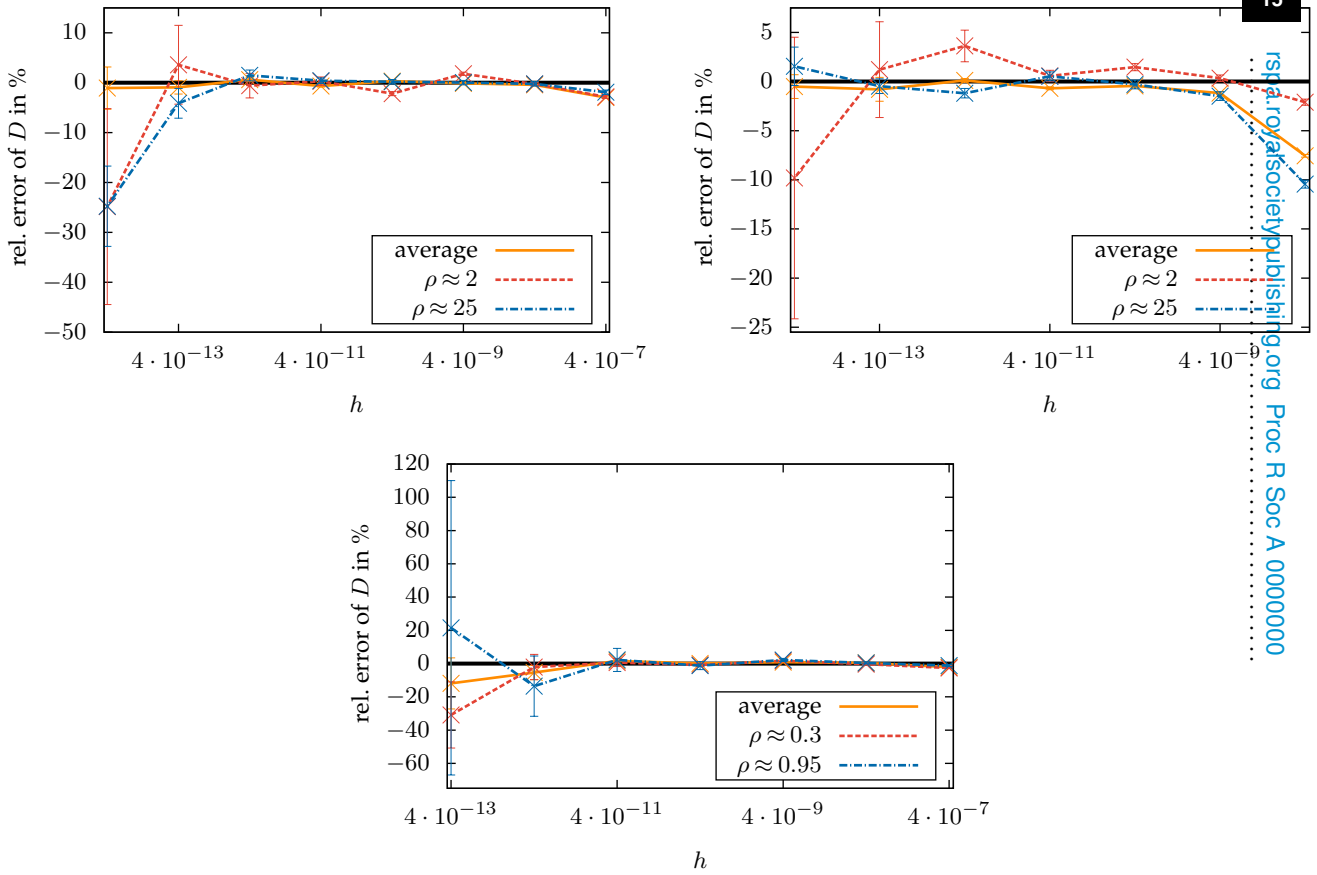 10
0
−10
−20
−30
−40
−50
rel. error of D in %
average
ρ ≈ 2
ρ ≈ 25
4 · 10−13
4 · 10−11
4 · 10−9
4 · 10−7
h
5
0
−5
−10
−15
−20
−25
rel. error of D in %
average
ρ ≈ 2
ρ ≈ 25
4 · 10−13
4 · 10−11
4 · 10−9
h
15
rspa.royalsocietypublishing.org Proc R Soc A 0000000
120
100
80
60
40
20
0
−20
−40
−60
rel. error of D in %
average
ρ ≈ 0.3
ρ ≈ 0.95
4 · 10−13
4 · 10−11
4 · 10−9
4 · 10−7
h